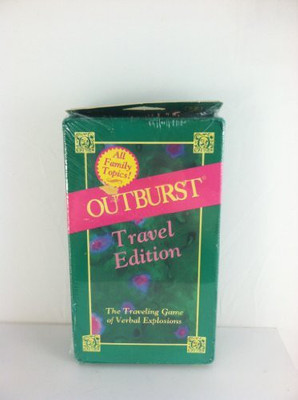 All
Family
Topics!
OUTBURST®
Travel
Edition
The Traveling Game
of Verbal Explosions